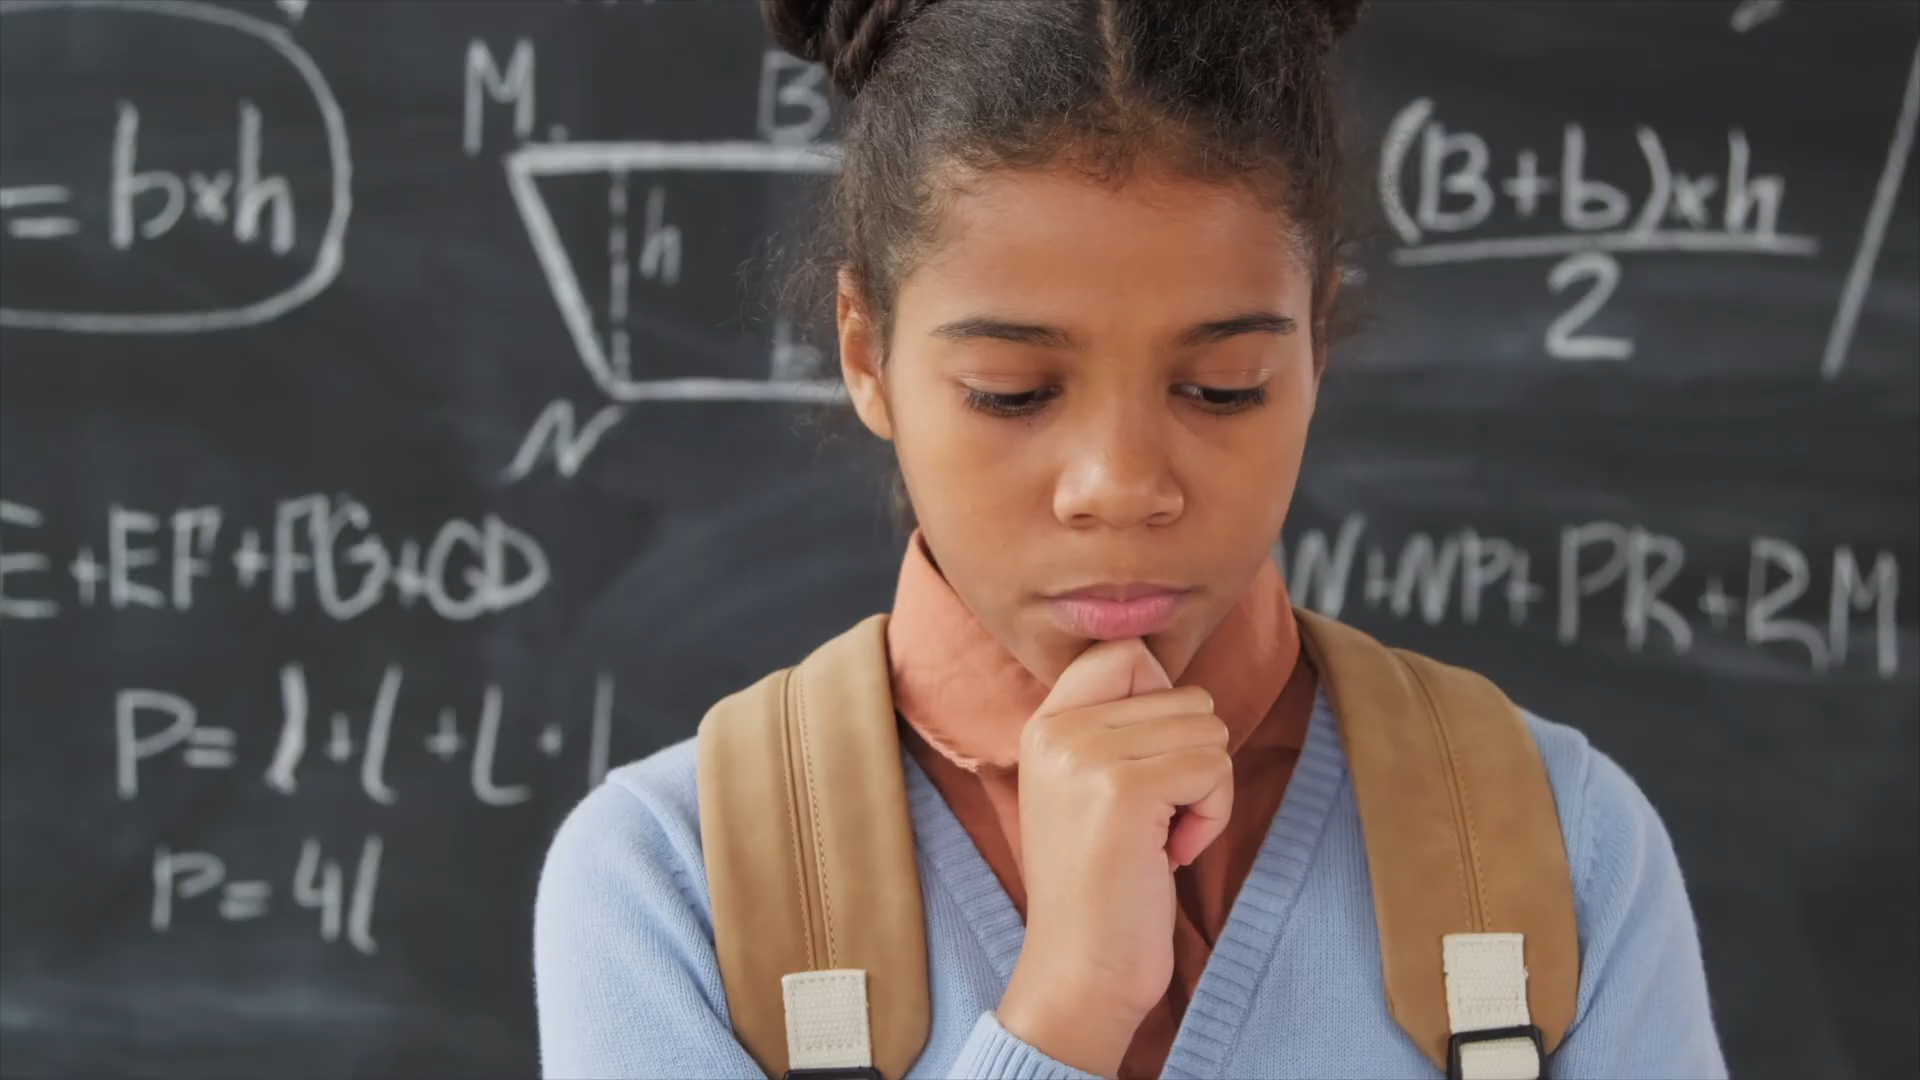 = b×h
M
B
h
N
(B+b)×h
2
E+EF+FG+GD
N+NP+PR+RM
P= l+l+l+l
P=4l